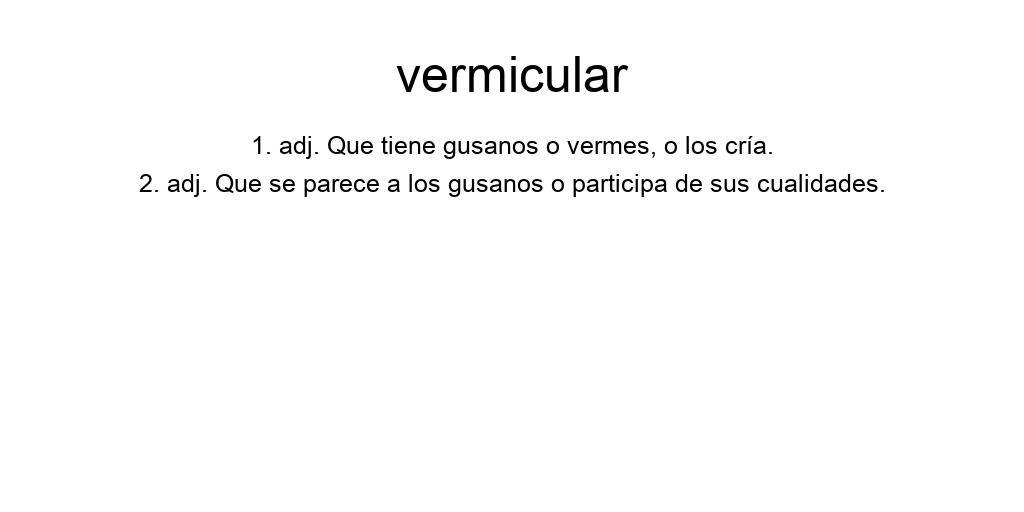 vermicular
1. adj. Que tiene gusanos o vermes, o los cría.
2. adj. Que se parece a los gusanos o participa de sus cualidades.